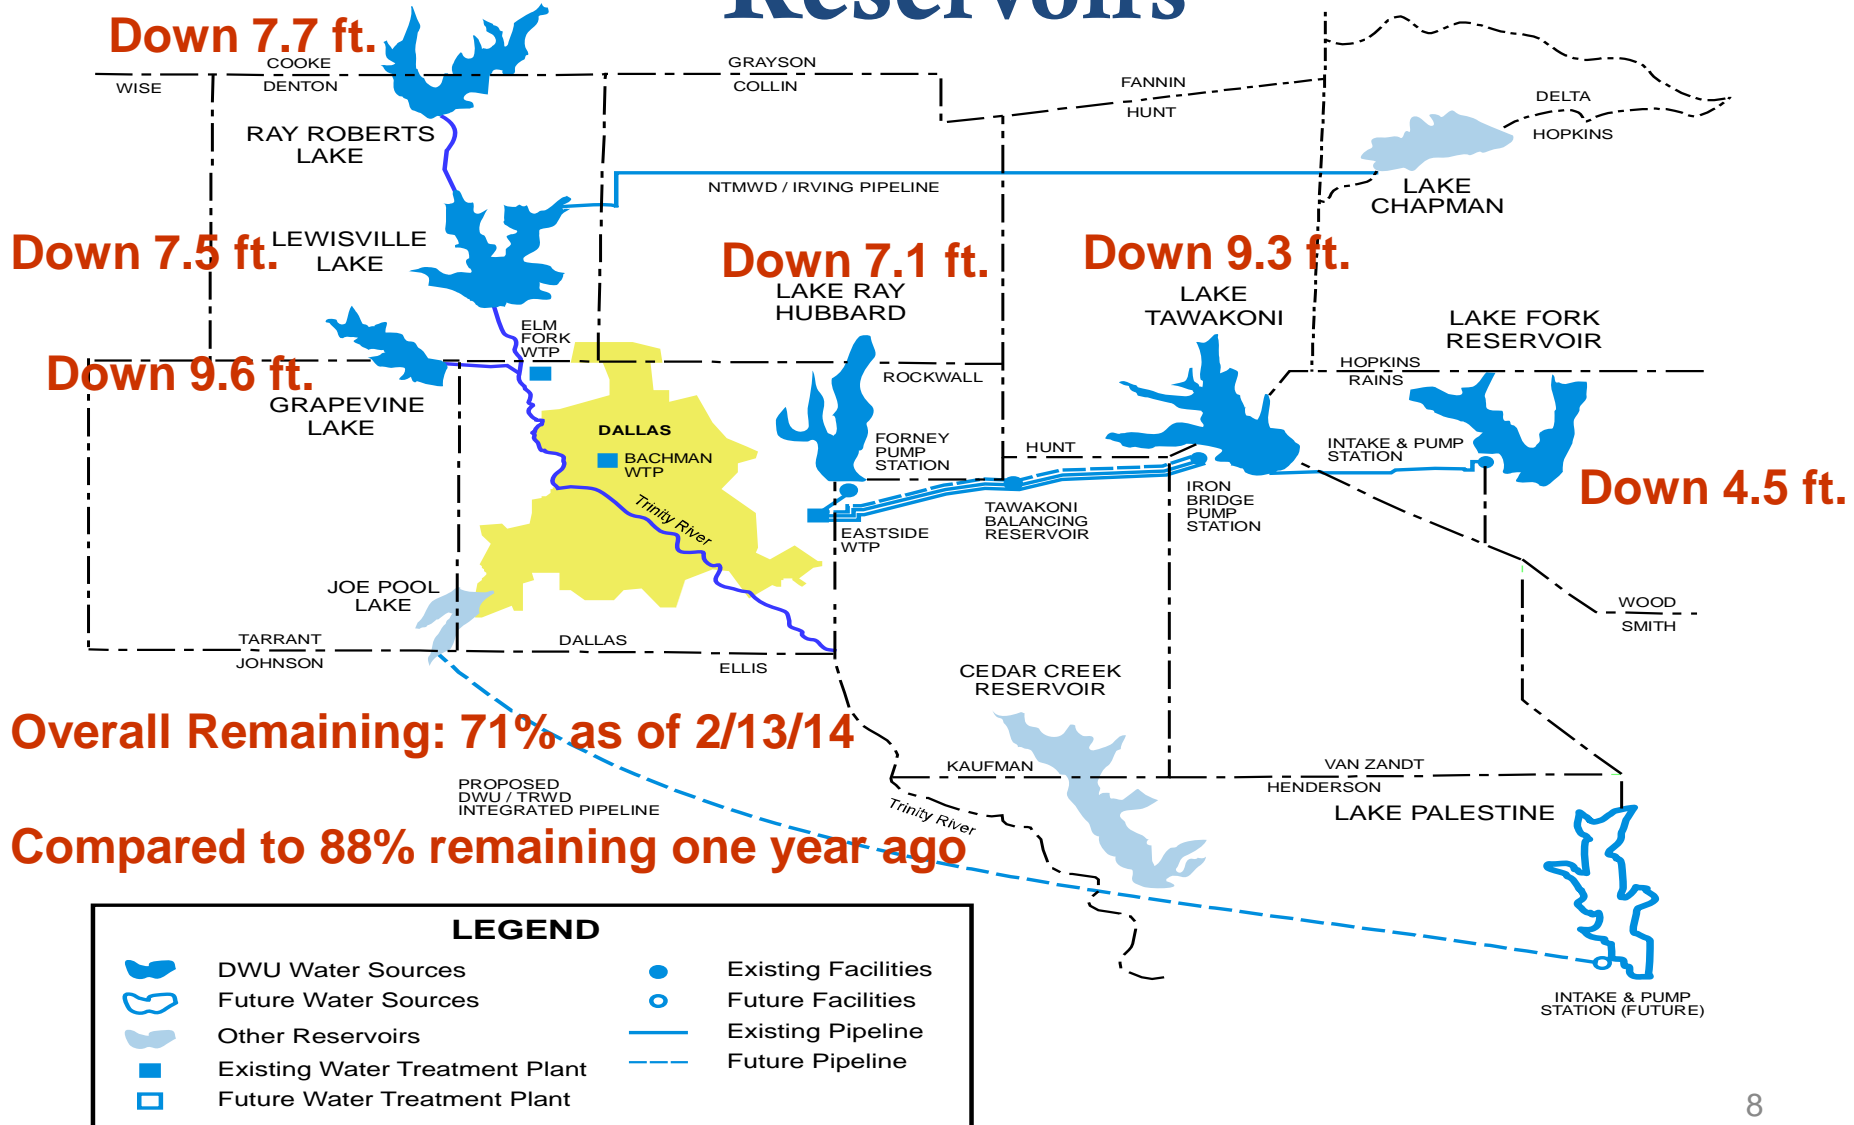 Reservoirs
Down 7.7 ft.
COOKE
GRAYSON
WISE
DENTON
COLLIN
FANNIN
HUNT
DELTA
HOPKINS
RAY ROBERTS
LAKE
NTMWD / IRVING PIPELINE
LAKE
CHAPMAN
Down 7.5 ft.
LEWISVILLE
LAKE
Down 7.1 ft.
LAKE RAY
HUBBARD
Down 9.3 ft.
LAKE
TAWAKONI
LAKE FORK
RESERVOIR
ELM
FORK
WTP
Down 9.6 ft.
GRAPEVINE
LAKE
ROCKWALL
HOPKINS
RAINS
DALLAS
BACHMAN
WTP
FORNEY
PUMP
STATION
HUNT
INTAKE & PUMP
STATION
Down 4.5 ft.
Trinity River
EASTSIDE
WTP
TAWAKONI
BALANCING
RESERVOIR
IRON
BRIDGE
PUMP
STATION
JOE POOL
LAKE
WOOD
SMITH
TARRANT
JOHNSON
DALLAS
ELLIS
CEDAR CREEK
RESERVOIR
Overall Remaining: 71% as of 2/13/14
KAUFMAN
VAN ZANDT
HENDERSON
PROPOSED
DWU / TRWD
INTEGRATED PIPELINE
Trinity River
LAKE PALESTINE
Compared to 88% remaining one year ago
INTAKE & PUMP
STATION (FUTURE)
LEGEND
DWU Water Sources
Future Water Sources
Other Reservoirs
Existing Water Treatment Plant
Future Water Treatment Plant
Existing Facilities
Future Facilities
Existing Pipeline
Future Pipeline
8